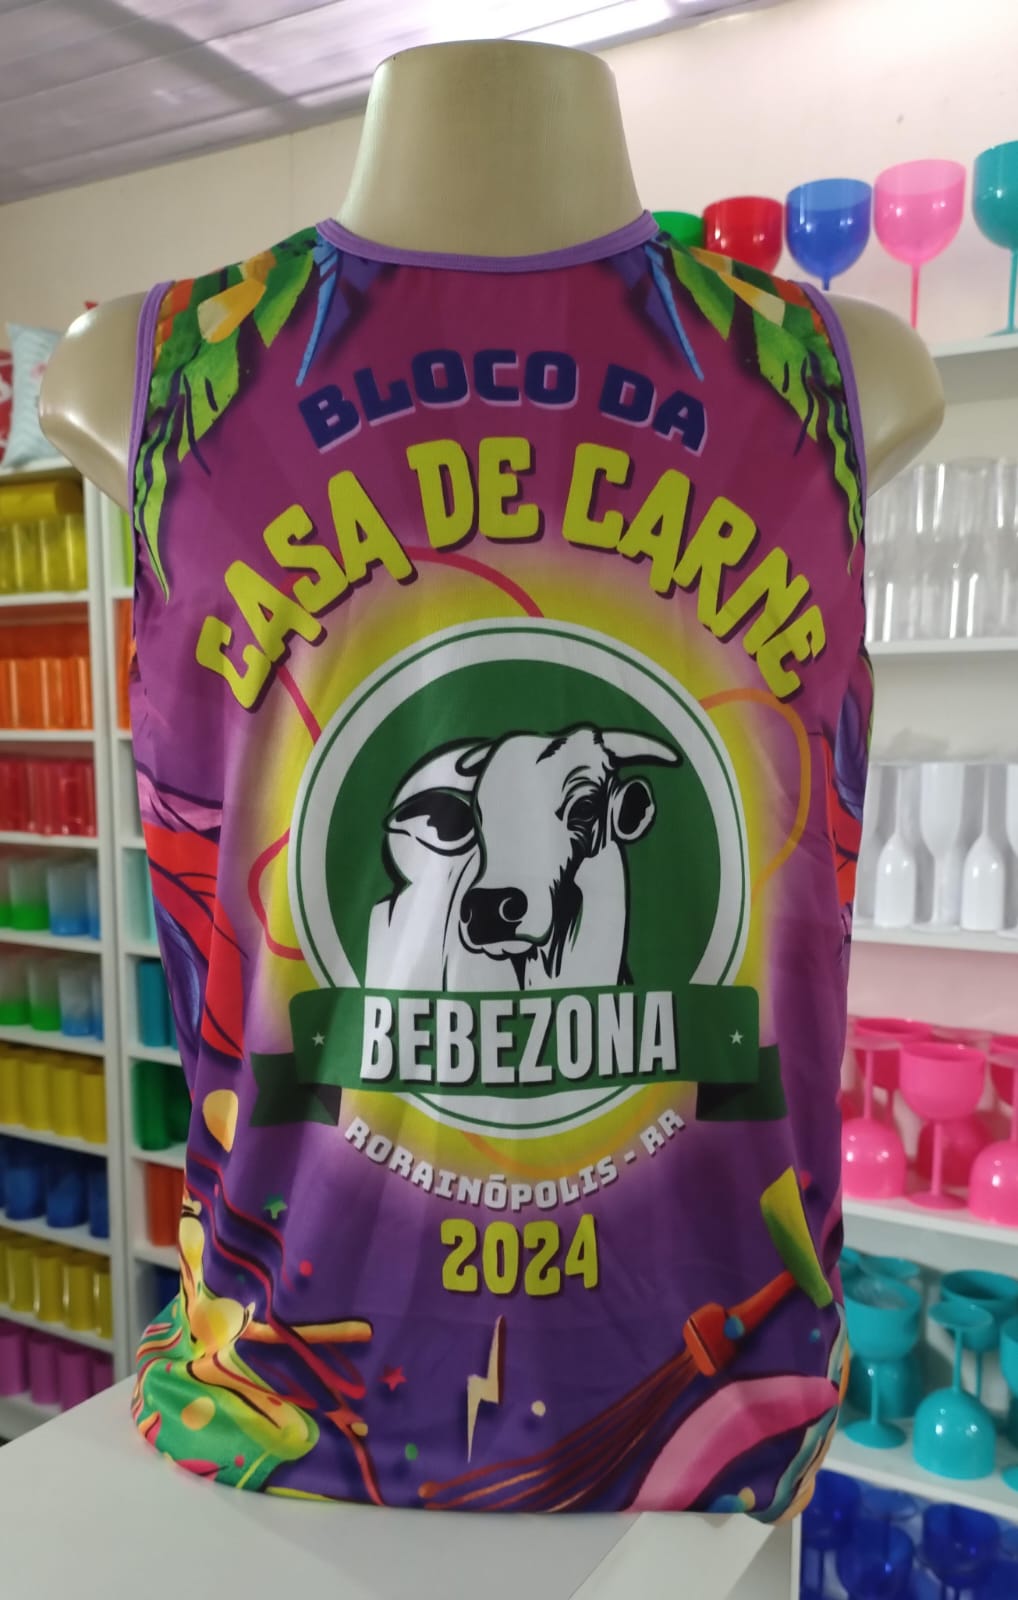 BLOCO DA
CASA DE CARNE
BEBEZONA
RORAINÓPOLIS - RR
2024